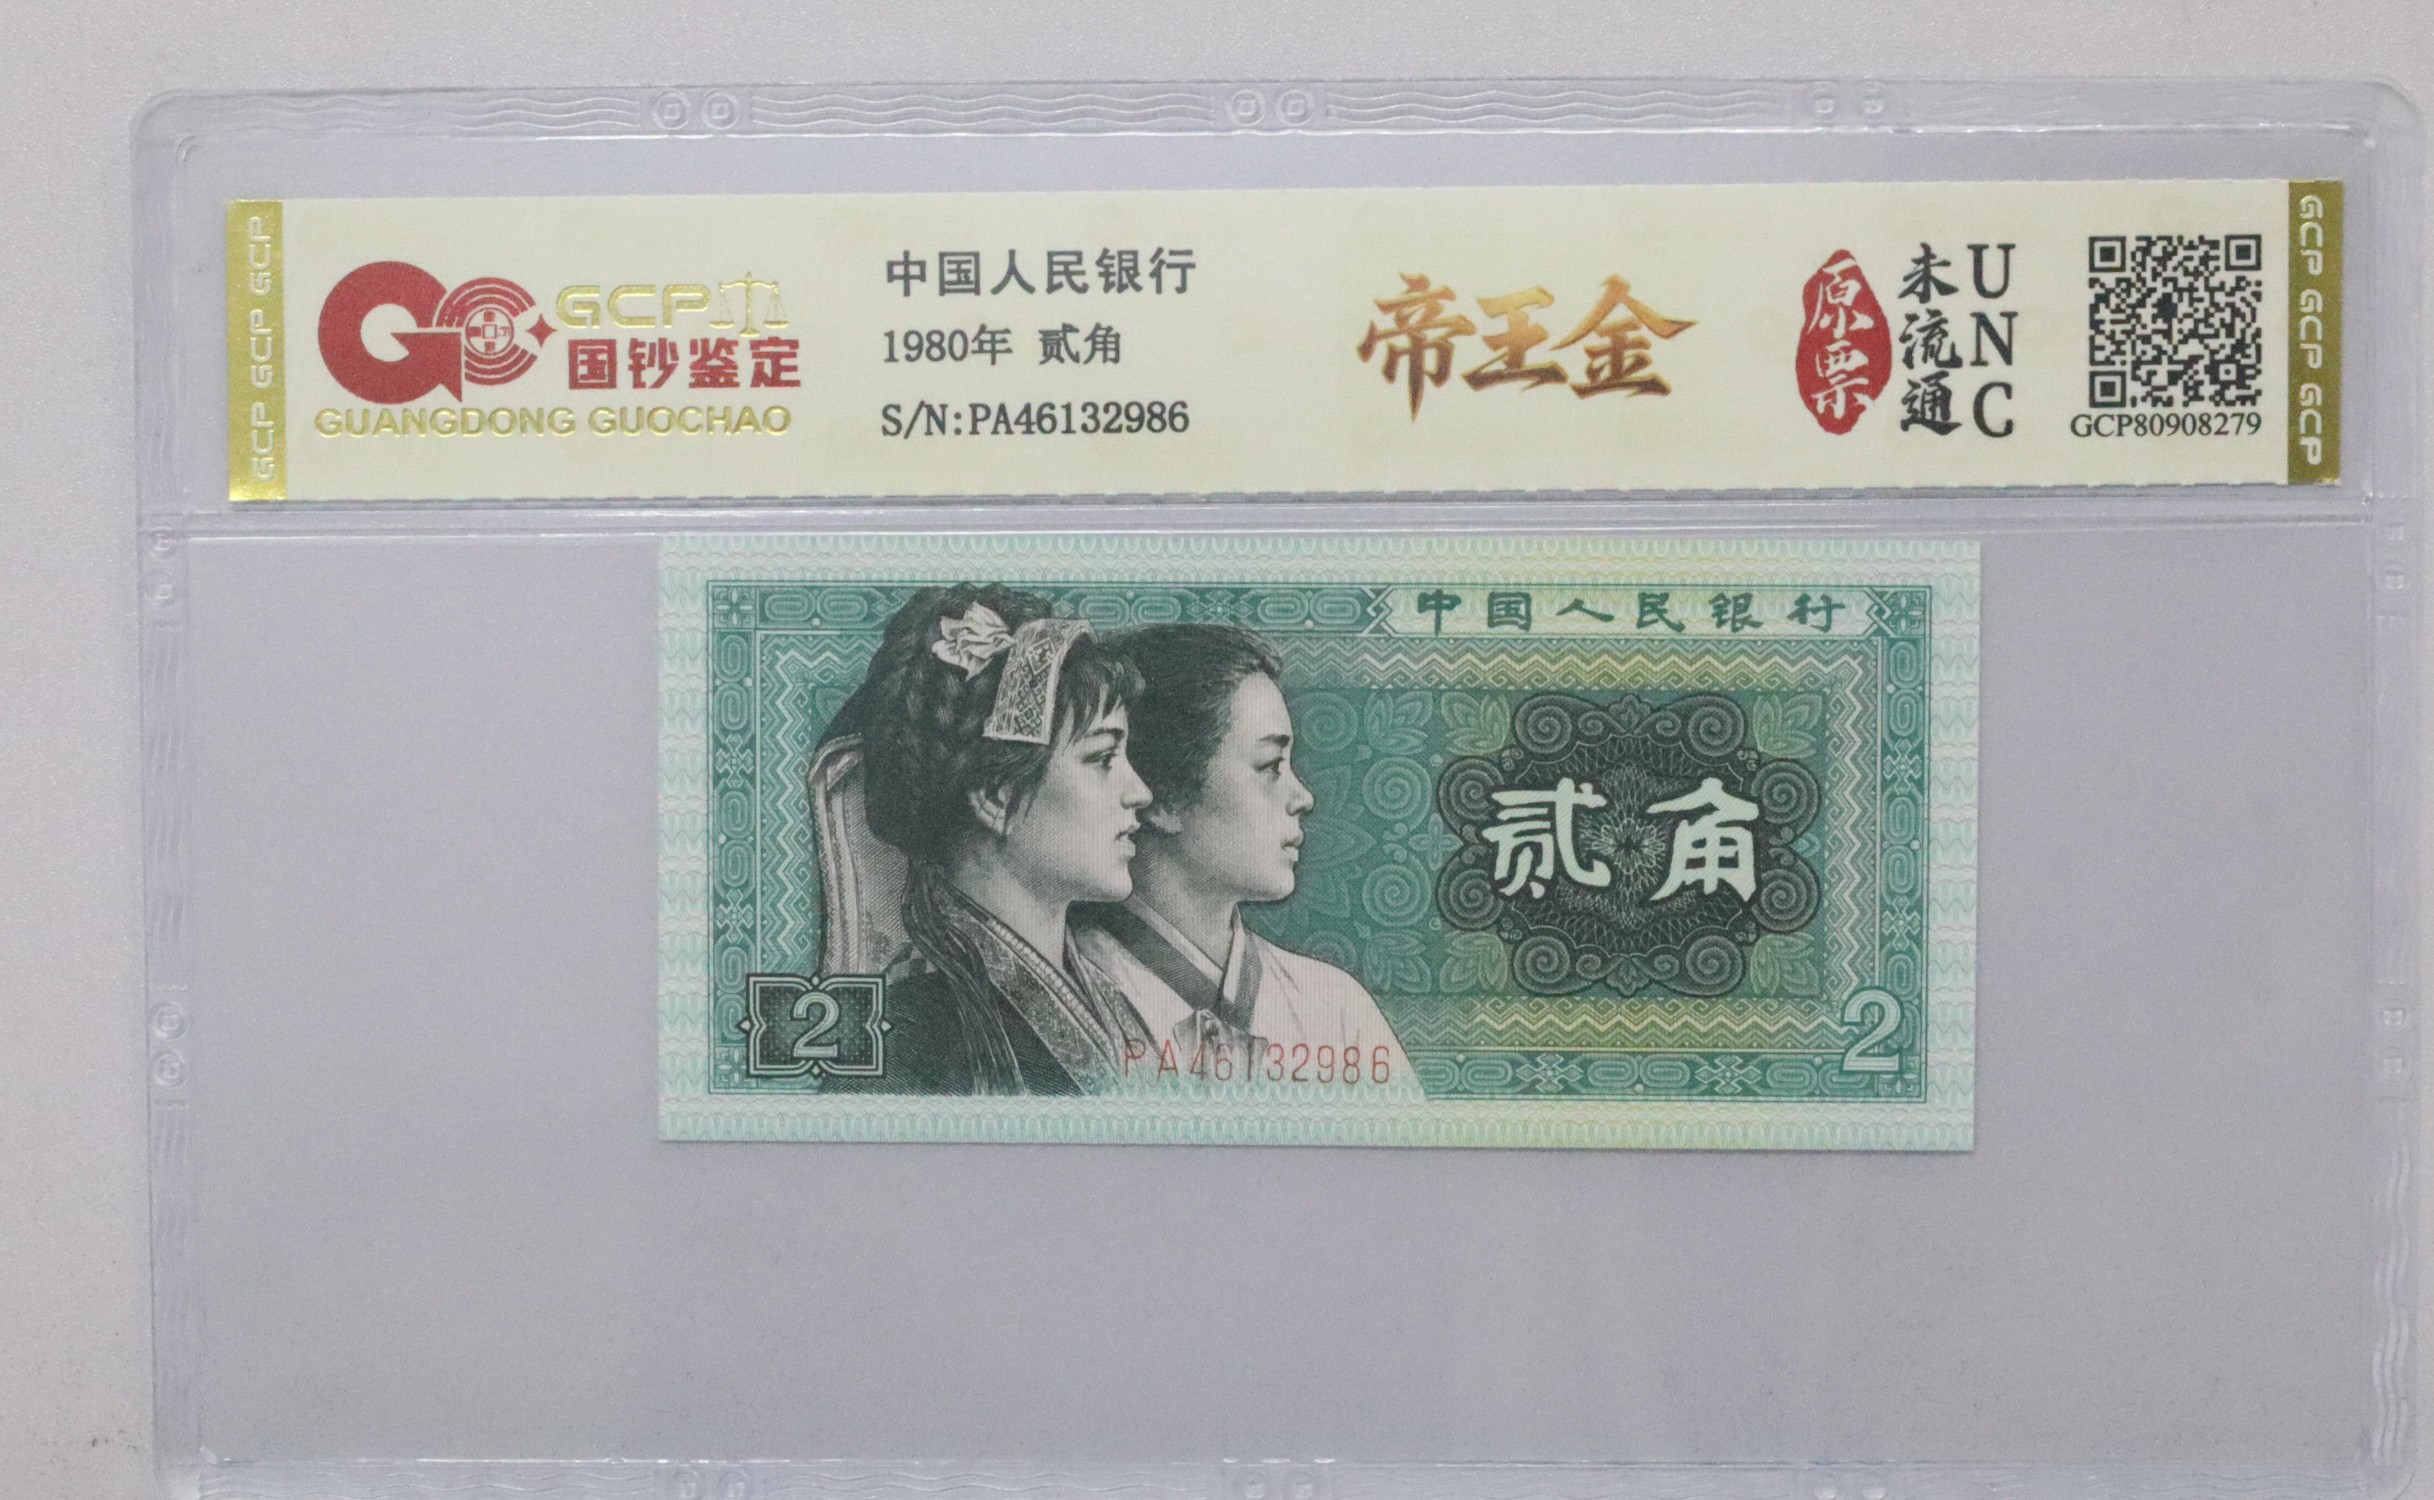 GCP GCP GCP
GCP
国钞鉴定
GUANGDONG GUOCHAO
中国人民银行
1980年 贰角
S/N:PA46132986
帝王金
原票
未流通
UNC
GCP80908279
GCP GCP GCP
中国人民银行
贰角
2
PA46132986
2